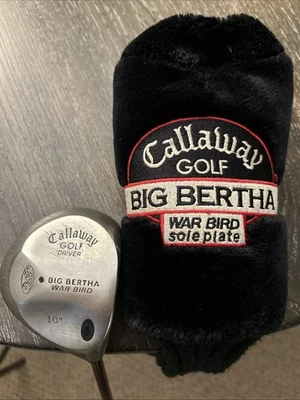 Callaway
GOLF
BIG BERTHA
WAR BIRD
sole plate
Callaway
GOLF
DRIVER
BIG BERTHA
WAR BIRD
10°